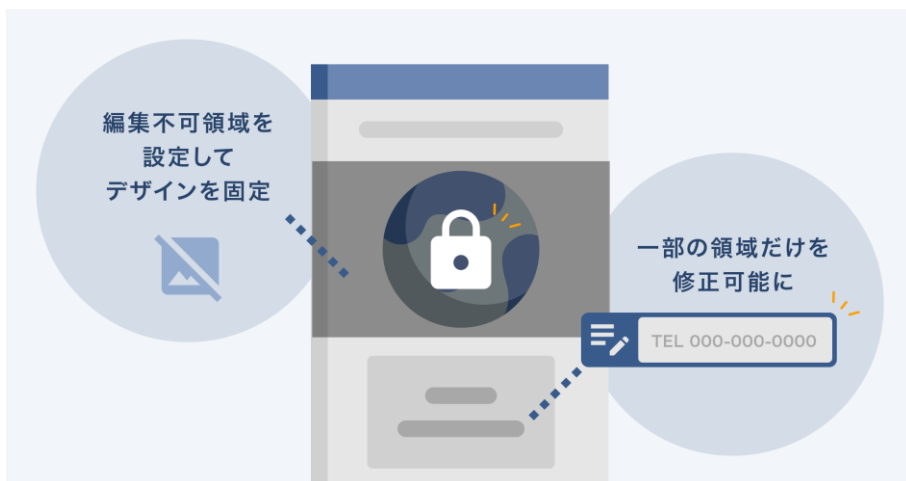 編集不可領域を
設定して
デザインを固定
一部の領域だけを
修正可能に
TEL 000-000-0000